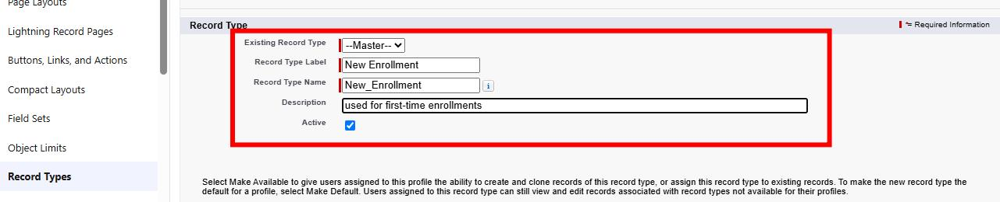 Page Layouts
Lightning Record Pages
Buttons, Links, and Actions
Compact Layouts
Field Sets
Object Limits
Record Types
Record Type
= Required Information
Existing Record Type --Master--
Record Type Label New Enrollment
Record Type Name New_Enrollment i
Description used for first-time enrollments
Active
Select Make Available to give users assigned to this profile the ability to create and clone records of this record type, or assign this record type to existing records. To make the new record type the
default for a profile, select Make Default. Users assigned to this record type can still view and edit records associated with record types not available for their profiles.